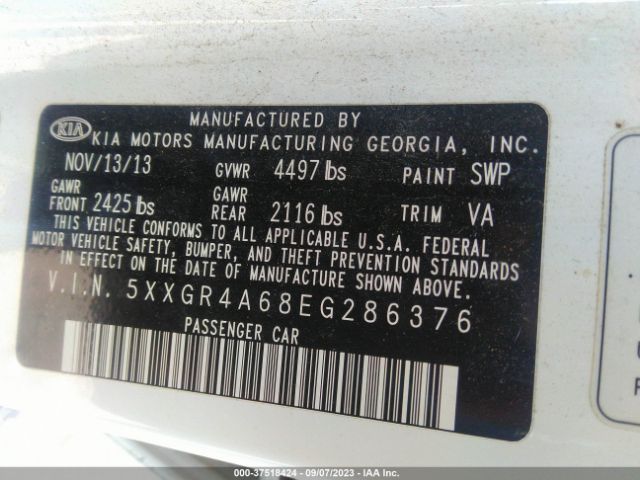 MANUFACTURED BY
KIA KIA MOTORS MANUFACTURING GEORGIA, INC.
NOV/13/13 GVWR 4497 lbs PAINT SWP
GAWR FRONT 2425 lbs GAWR REAR 2116 lbs TRIM VA
THIS VEHICLE CONFORMS TO ALL APPLICABLE U.S.A. FEDERAL
MOTOR VEHICLE SAFETY, BUMPER, AND THEFT PREVENTION STANDARDS
IN EFFECT ON THE DATE OF MANUFACTURE SHOWN ABOVE.
V.I.N. 5XXGR4A68EG286376
PASSENGER CAR
000-37518424 - 09/07/2023 - IAA Inc.